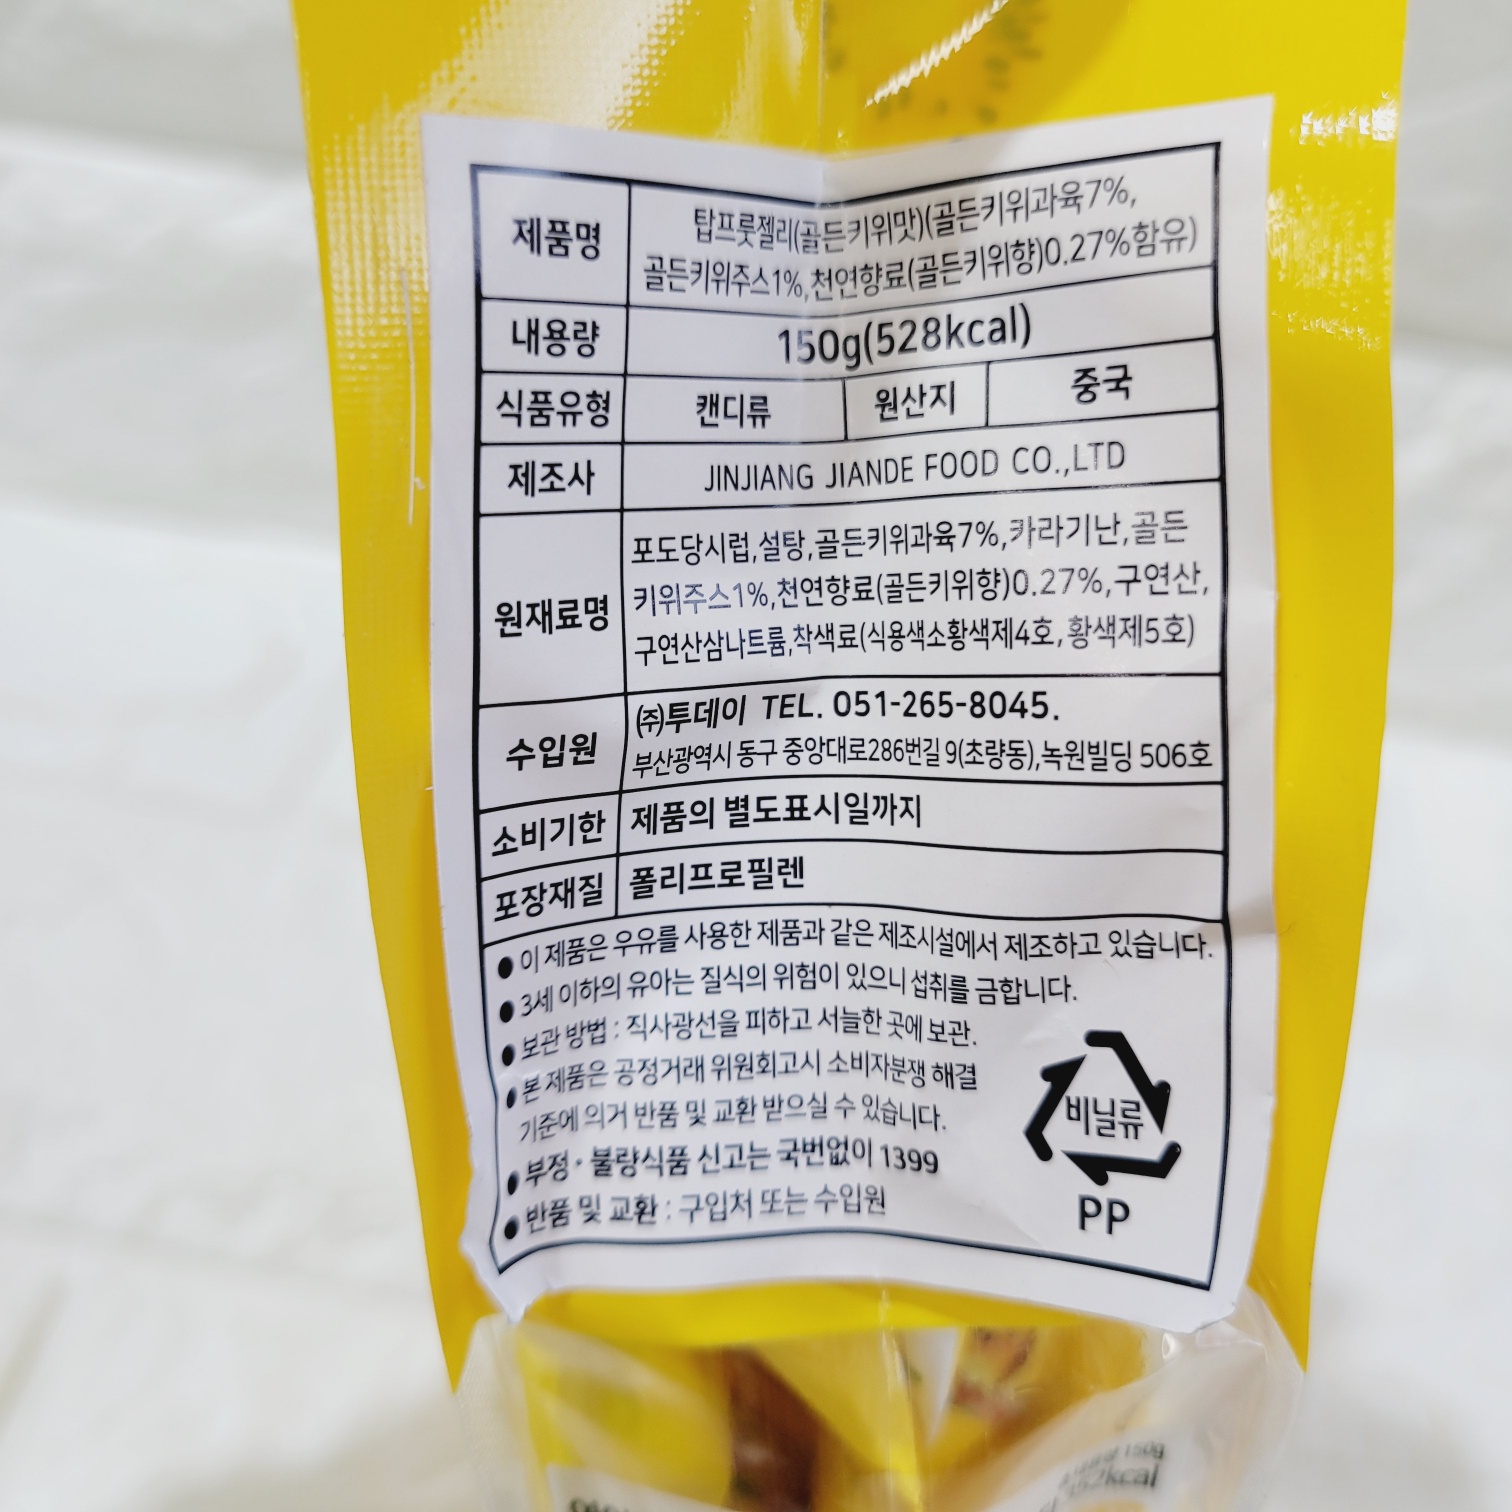 제품명
탑프룻젤리(골든키위맛)(골든키위과육7%,
골든키위주스1%,천연향료(골든키위향)0.27%함유)
내용량
150g(528kcal)
식품유형
캔디류
원산지
중국
제조사
JINJIANG JIANDE FOOD CO.,LTD
원재료명
포도당시럽,설탕,골든키위과육7%,카라기난,골든
키위주스1%,천연향료(골든키위향)0.27%,구연산,
구연산삼나트륨,착색료(식용색소황색제4호,황색제5호)
수입원
㈜투데이 TEL. 051-265-8045.
부산광역시 동구 중앙대로286번길 9(초량동),녹원빌딩 506호
소비기한
제품의 별도표시일까지
포장재질
폴리프로필렌
● 이 제품은 우유를 사용한 제품과 같은 제조시설에서 제조하고 있습니다.
● 3세 이하의 유아는 질식의 위험이 있으니 섭취를 금합니다.
● 보관 방법 : 직사광선을 피하고 서늘한 곳에 보관.
● 본 제품은 공정거래 위원회고시 소비자분쟁 해결
기준에 의거 반품 및 교환 받으실 수 있습니다.
● 부정·불량식품 신고는 국번없이 1399
● 반품 및 교환 : 구입처 또는 수입원
비닐류
PP
150g